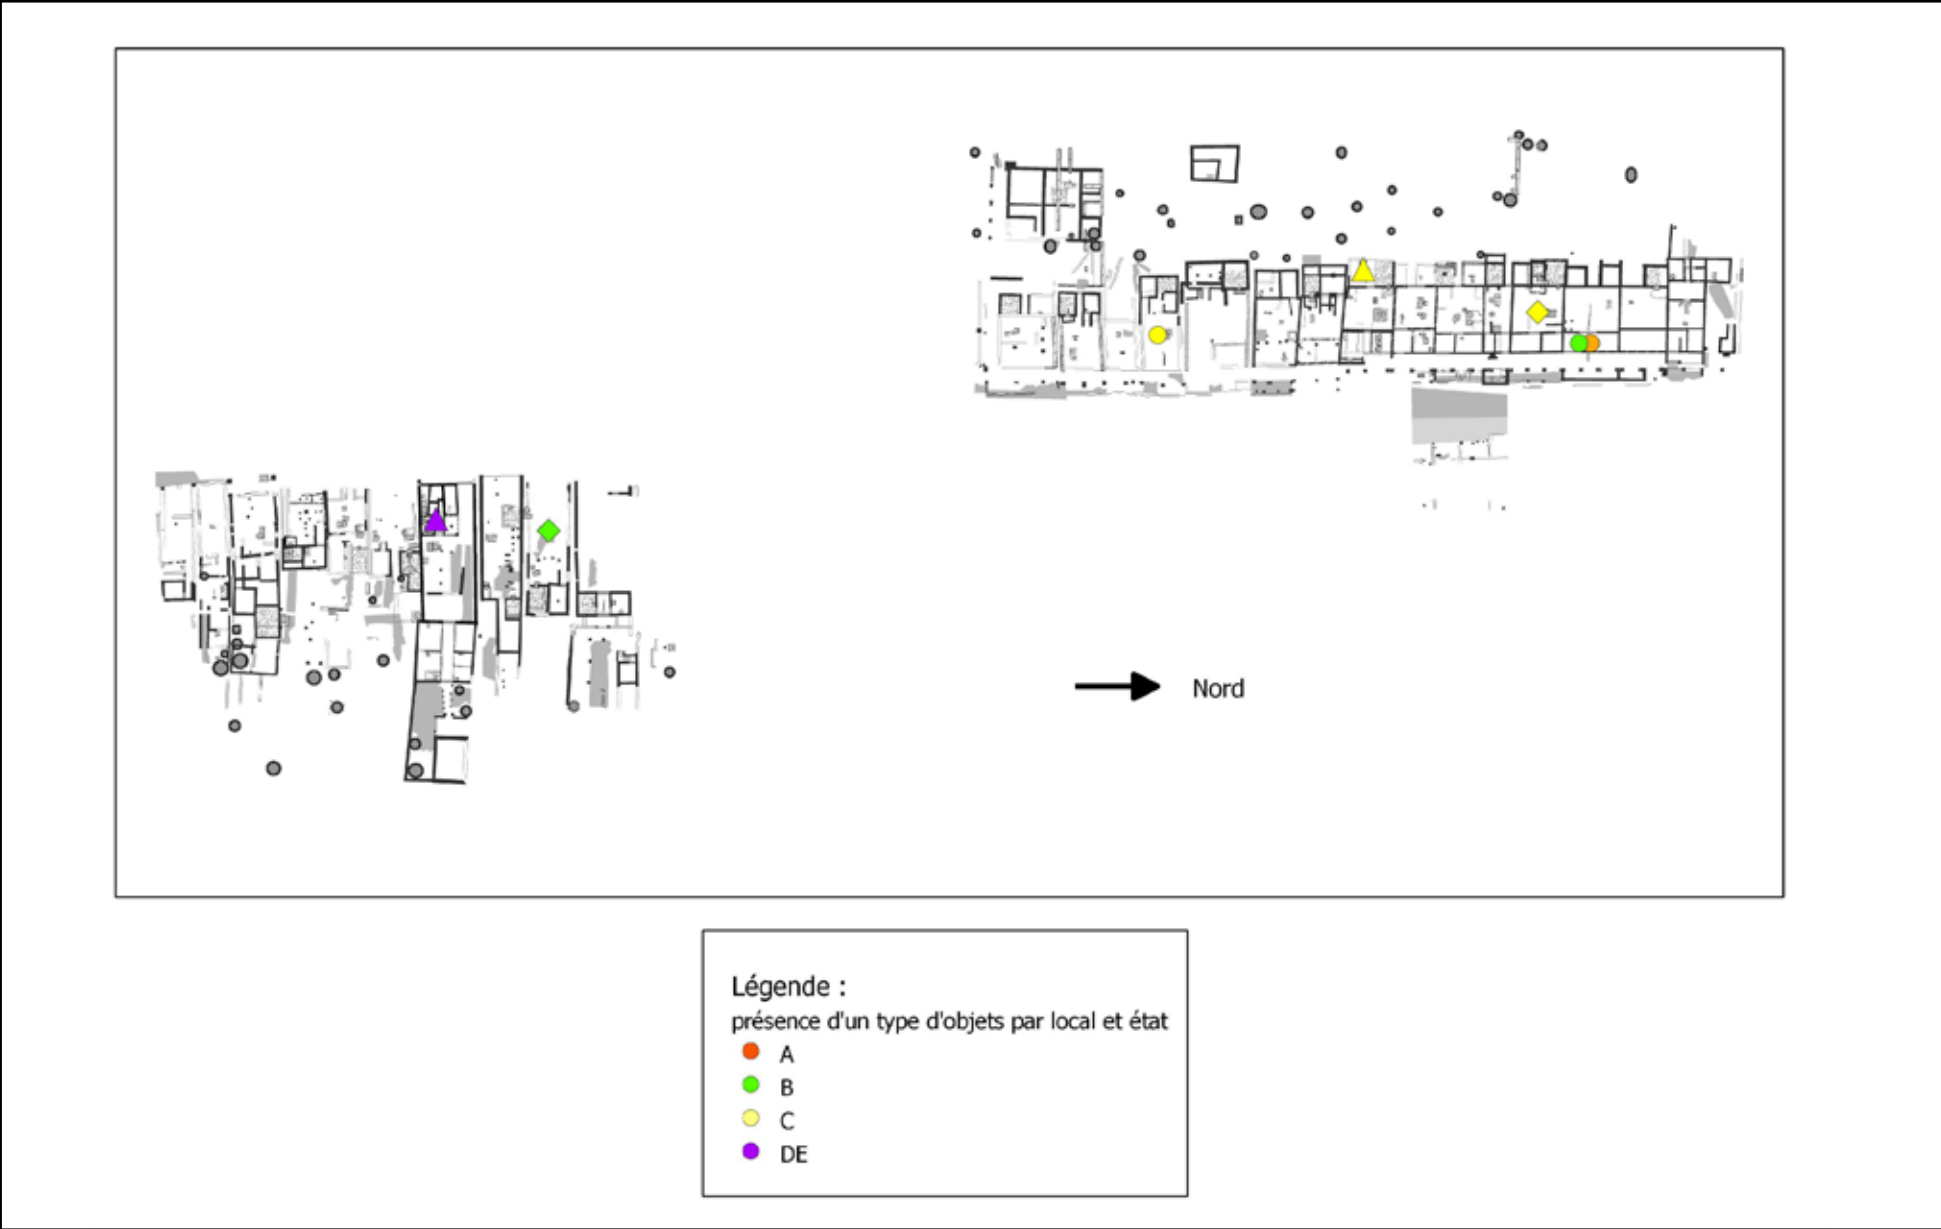 Nord
Légende :
présence d'un type d'objets par local et état
A
B
C
DE